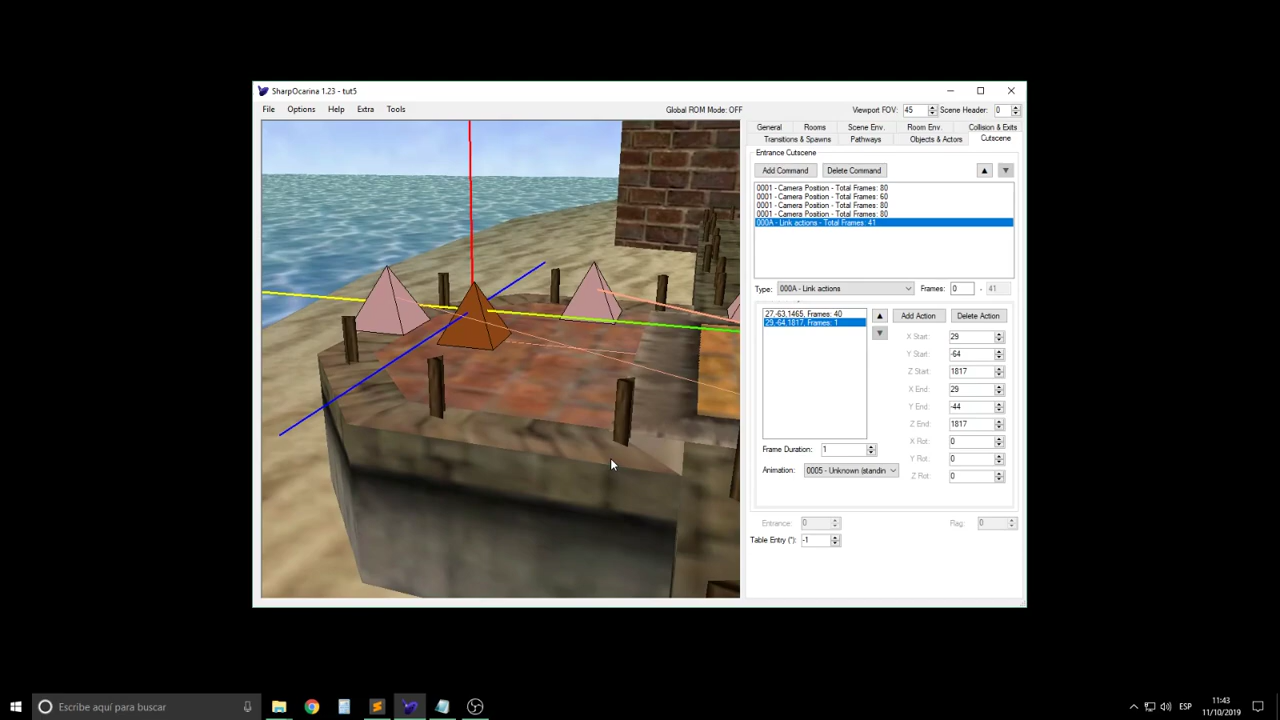 SharpOcarina 1.23 - tut5
File Options Help Extra Tools
Global ROM Mode: OFF
Viewport FOV: 45 Scene Header: 0
General Rooms Scene Env. Room Env. Collision & Exits
Transitions & Spawns Pathways Objects & Actors Cutscene
Entrance Cutscene
Add Command Delete Command
0001 - Camera Position - Total Frames: 80
0001 - Camera Position - Total Frames: 60
0001 - Camera Position - Total Frames: 80
0001 - Camera Position - Total Frames: 80
000A - Link actions - Total Frames: 41
Type: 000A - Link actions Frames: 0 - 41
27,-63,1465, Frames: 40
29,-64,1817, Frames: 1
Add Action Delete Action
X Start: 29
Y Start: -64
Z Start: 1817
X End: 29
Y End: -44
Z End: 1817
X Rot: 0
Y Rot: 0
Z Rot: 0
Frame Duration: 1
Animation: 0005 - Unknown (standin
Entrance: 0 Flag: 0
Table Entry (*): -1
Escribe aquí para buscar
ESP
11:43
11/10/2019